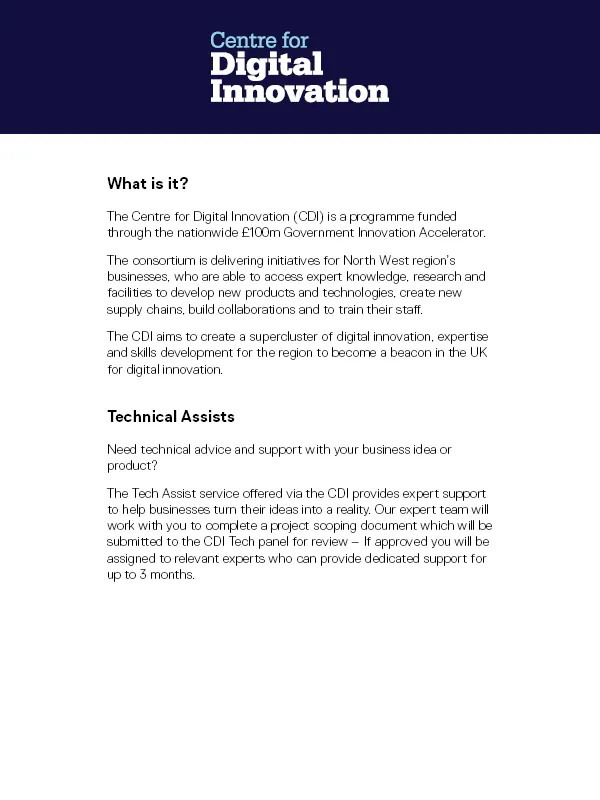 Centre for
Digital
Innovation
What is it?
The Centre for Digital Innovation (CDI) is a programme funded
through the nationwide £100m Government Innovation Accelerator.
The consortium is delivering initiatives for North West region's
businesses, who are able to access expert knowledge, research and
facilities to develop new products and technologies, create new
supply chains, build collaborations and to train their staff.
The CDI aims to create a supercluster of digital innovation, expertise
and skills development for the region to become a beacon in the UK
for digital innovation.
Technical Assists
Need technical advice and support with your business idea or
product?
The Tech Assist service offered via the CDI provides expert support
to help businesses turn their ideas into a reality. Our expert team will
work with you to complete a project scoping document which will be
submitted to the CDI Tech panel for review – If approved you will be
assigned to relevant experts who can provide dedicated support for
up to 3 months.